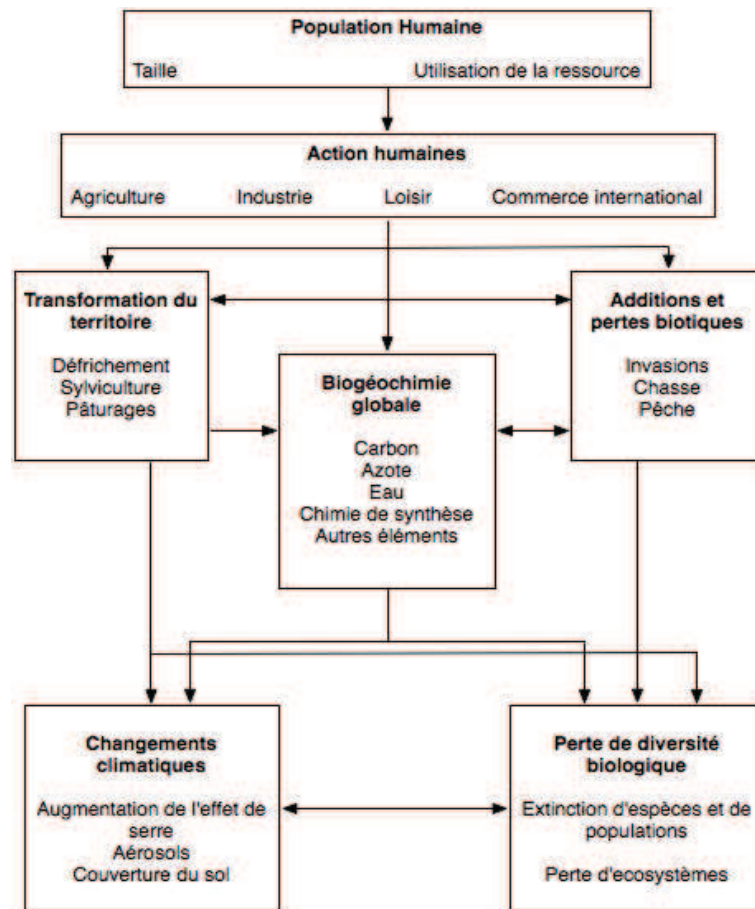 Population Humaine
Taille Utilisation de la ressource
Action humaines
Agriculture Industrie Loisir Commerce international
Transformation du
territoire
Défrichement
Sylviculture
Pâturages
Additions et
pertes biotiques
Invasions
Chasse
Pêche
Biogéochimie
globale
Carbon
Azote
Eau
Chimie de synthèse
Autres éléments
Changements
climatiques
Augmentation de l'effet de
serre
Aérosols
Couverture du sol
Perte de diversité
biologique
Extinction d'espèces et de
populations
Perte d'ecosystèmes